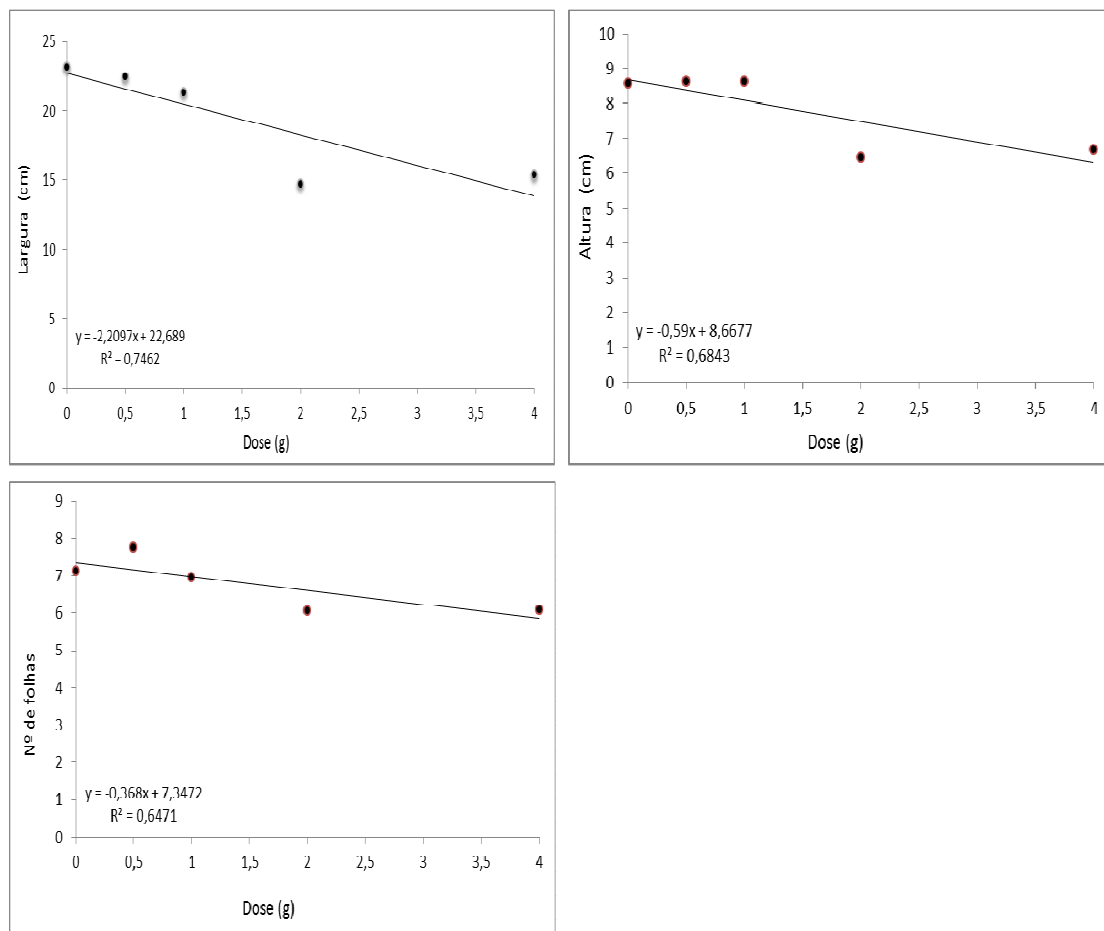 25
20
15
10
5
0
Largura (cm)
y = -2,2097x + 22,689
R² – 0,7462
0 0,5 1 1,5 2 2,5 3 3,5 4
Dose (g)
10
9
8
7
6
5
4
3
2
1
0
Altura (cm)
y = -0,59x + 8,6677
R² = 0,6843
0 0,5 1 1,5 2 2,5 3 3,5 4
Dose (g)
9
8
7
6
5
4
3
2
1
0
Nº de folhas
y = -0,368x + 7,3472
R² = 0,6471
0 0,5 1 1,5 2 2,5 3 3,5 4
Dose (g)